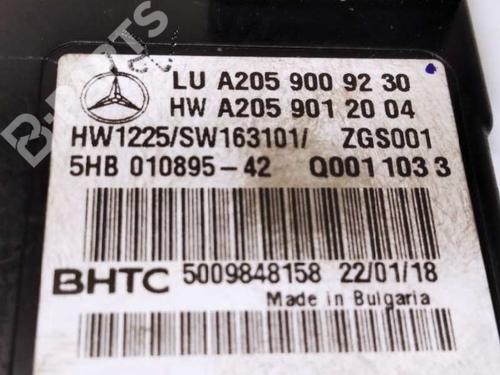 B-PARTS
LU A205 900 92 30
HW A205 901 20 04
HW1225/SW163101/ ZGS001
5HB 010895-42 Q001 103 3
BHTC 5009848158 22/01/18
Made in Bulgaria